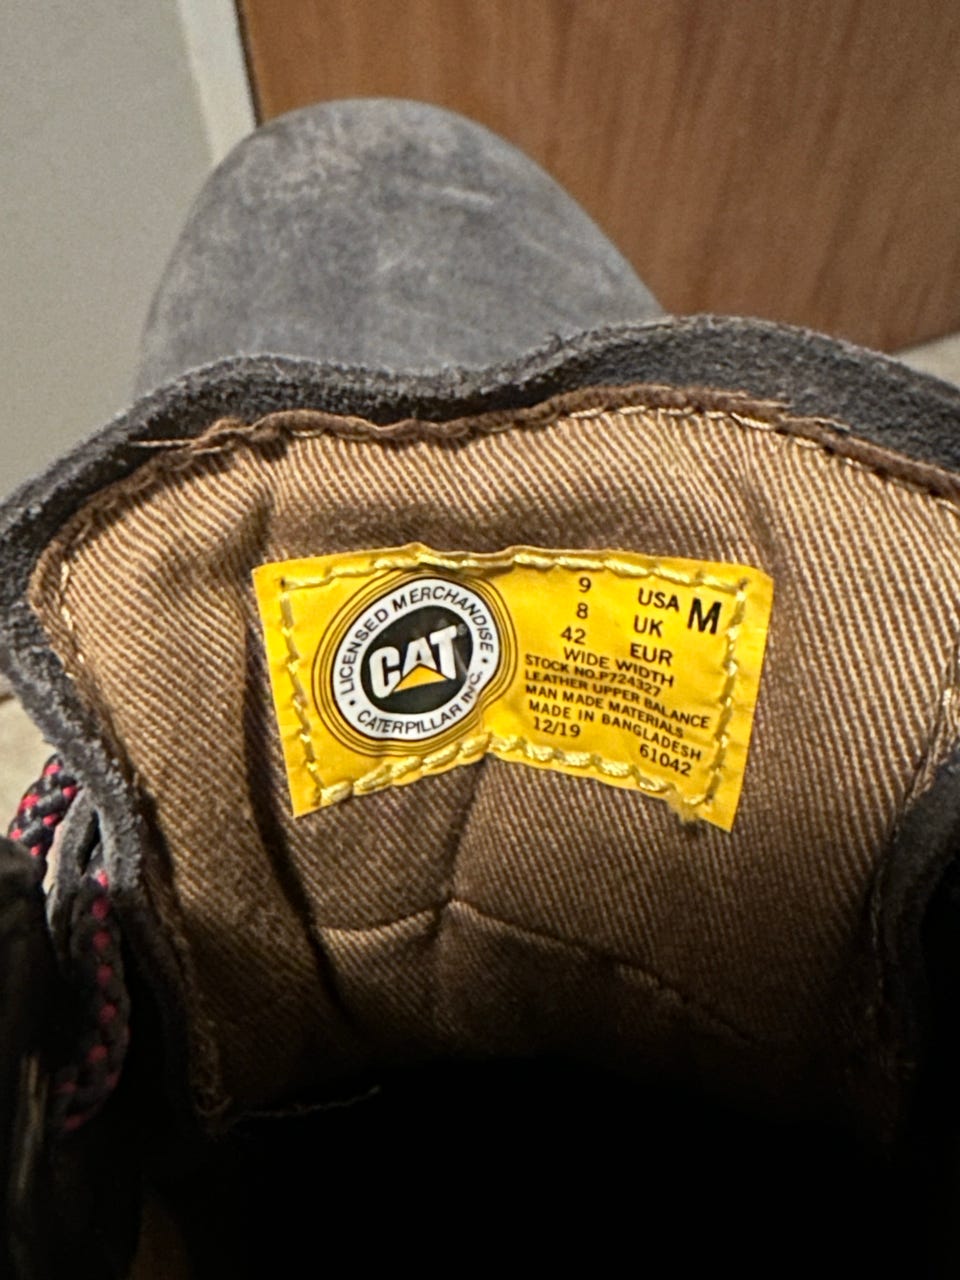 LICENSED MERCHANDISE
CAT
CATERPILLAR INC.
9 USA M
8 UK
42 EUR
WIDE WIDTH
STOCK NO.P724327
LEATHER UPPER BALANCE
MAN MADE MATERIALS
MADE IN BANGLADESH
12/19 61042